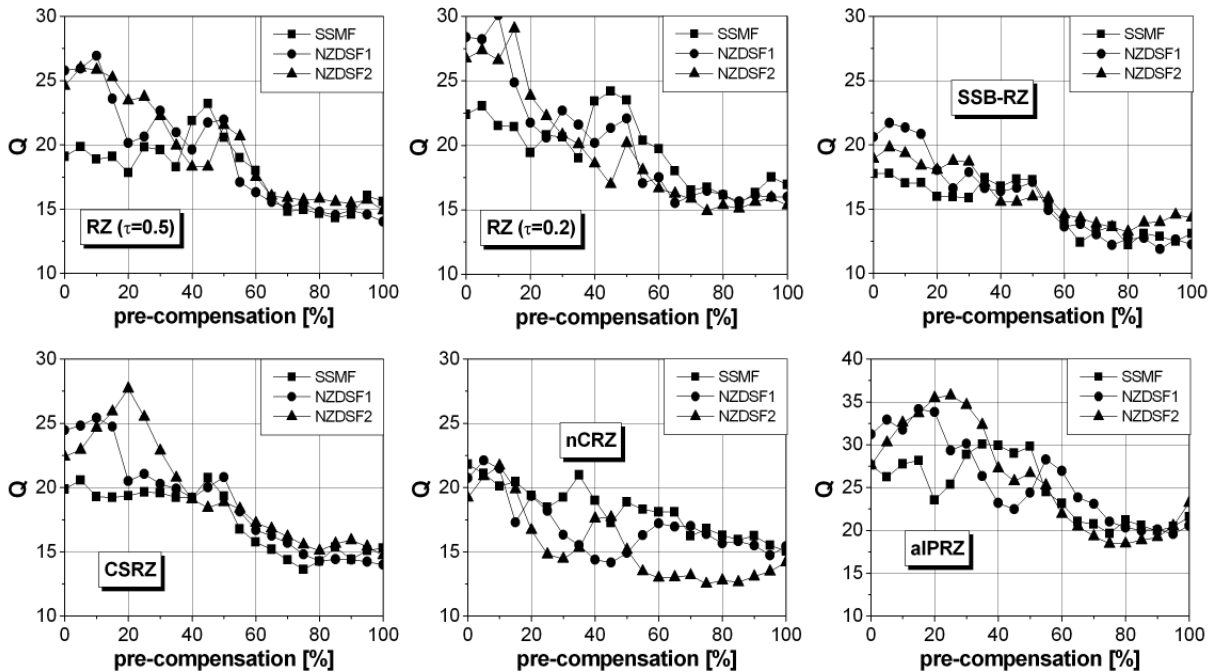 30
25
20
15
10
Q
SSMF
NZDSF1
NZDSF2
RZ (τ=0.5)
0 20 40 60 80 100
pre-compensation [%]
30
25
20
15
10
Q
SSMF
NZDSF1
NZDSF2
RZ (τ=0.2)
0 20 40 60 80 100
pre-compensation [%]
30
25
20
15
10
Q
SSMF
NZDSF1
NZDSF2
SSB-RZ
0 20 40 60 80 100
pre-compensation [%]
30
25
20
15
10
Q
SSMF
NZDSF1
NZDSF2
CSRZ
0 20 40 60 80 100
pre-compensation [%]
30
25
20
15
10
Q
SSMF
NZDSF1
NZDSF2
nCRZ
0 20 40 60 80 100
pre-compensation [%]
40
35
30
25
20
15
10
Q
SSMF
NZDSF1
NZDSF2
alPRZ
0 20 40 60 80 100
pre-compensation [%]